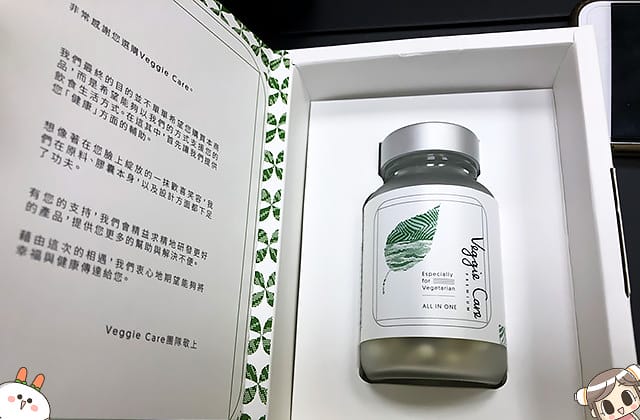 非常感謝您選購Veggie Care。
我們最終的目的並不單單希望您購買本商
品，而是希望能夠以我們的方式支援您的
飲食生活方式。在這其中，首先讓我們提供
您「健康」方面的輔助。
想像著在您臉上綻放的一抹歡喜笑容，我
們在原料、膠囊本身，以及設計方面都下足
了功夫。
有您的支持，我們會精益求精地研發更好
的產品，提供您更多的幫助與解決不便。
藉由這次的相遇，我們衷心地期望能夠將
幸福與健康傳達給您。
Veggie Care團隊敬上
Veggie Care
PREMIUM
Especially
for
Vegetarian
ALL IN ONE